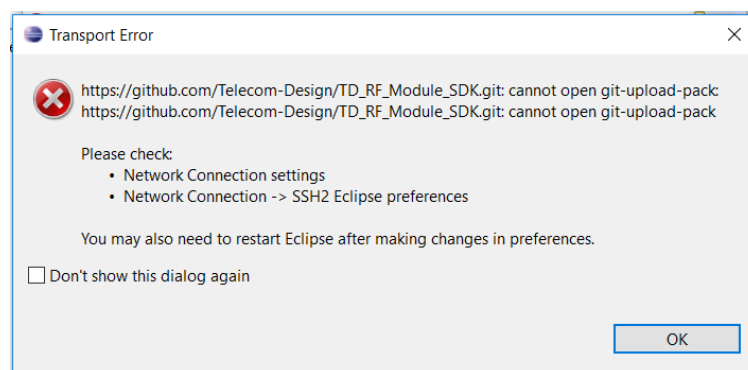 Transport Error
https://github.com/Telecom-Design/TD_RF_Module_SDK.git: cannot open git-upload-pack:
https://github.com/Telecom-Design/TD_RF_Module_SDK.git: cannot open git-upload-pack
Please check:
• Network Connection settings
• Network Connection -> SSH2 Eclipse preferences
You may also need to restart Eclipse after making changes in preferences.
Don't show this dialog again
OK